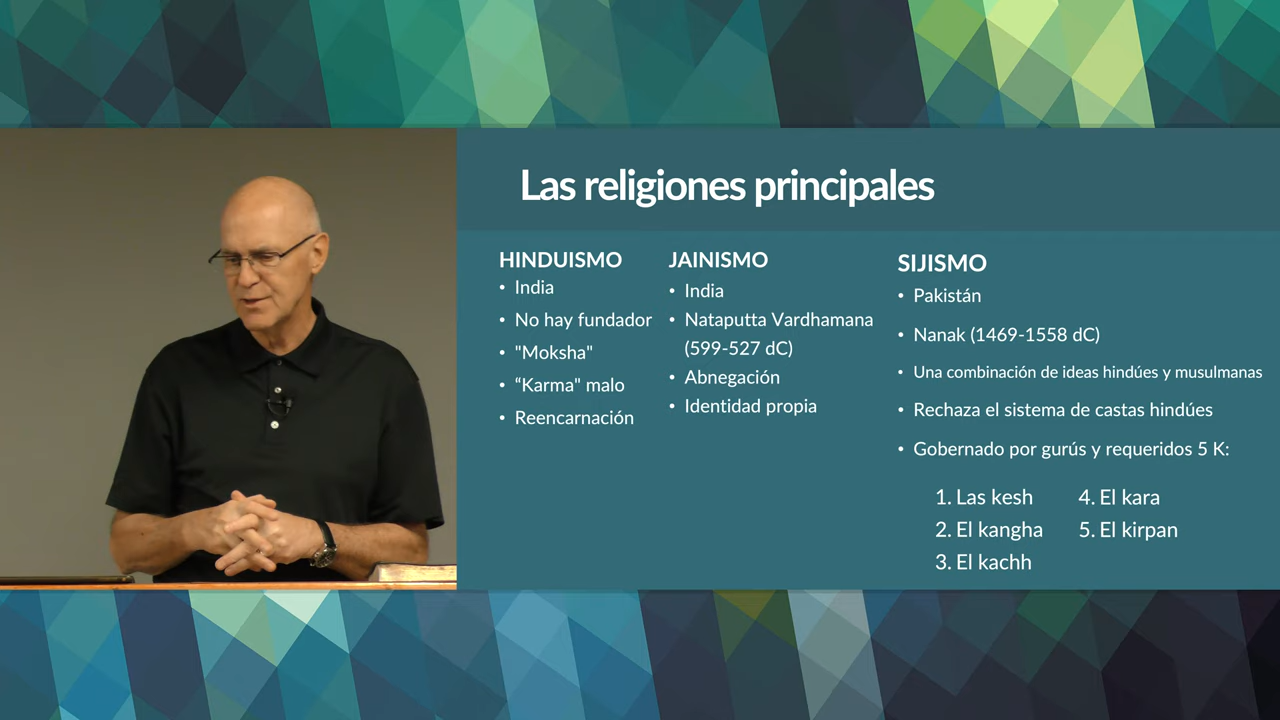 Las religiones principales
HINDUISMO
• India
• No hay fundador
• "Moksha"
• “Karma" malo
• Reencarnación
JAINISMO
• India
• Nataputta Vardhamana
(599-527 dC)
• Abnegación
• Identidad propia
SIJISMO
• Pakistán
• Nanak (1469-1558 dC)
• Una combinación de ideas hindúes y musulmanas
• Rechaza el sistema de castas hindúes
• Gobernado por gurús y requeridos 5 K:
1. Las kesh
2. El kangha
3. El kachh
4. El kara
5. El kirpan